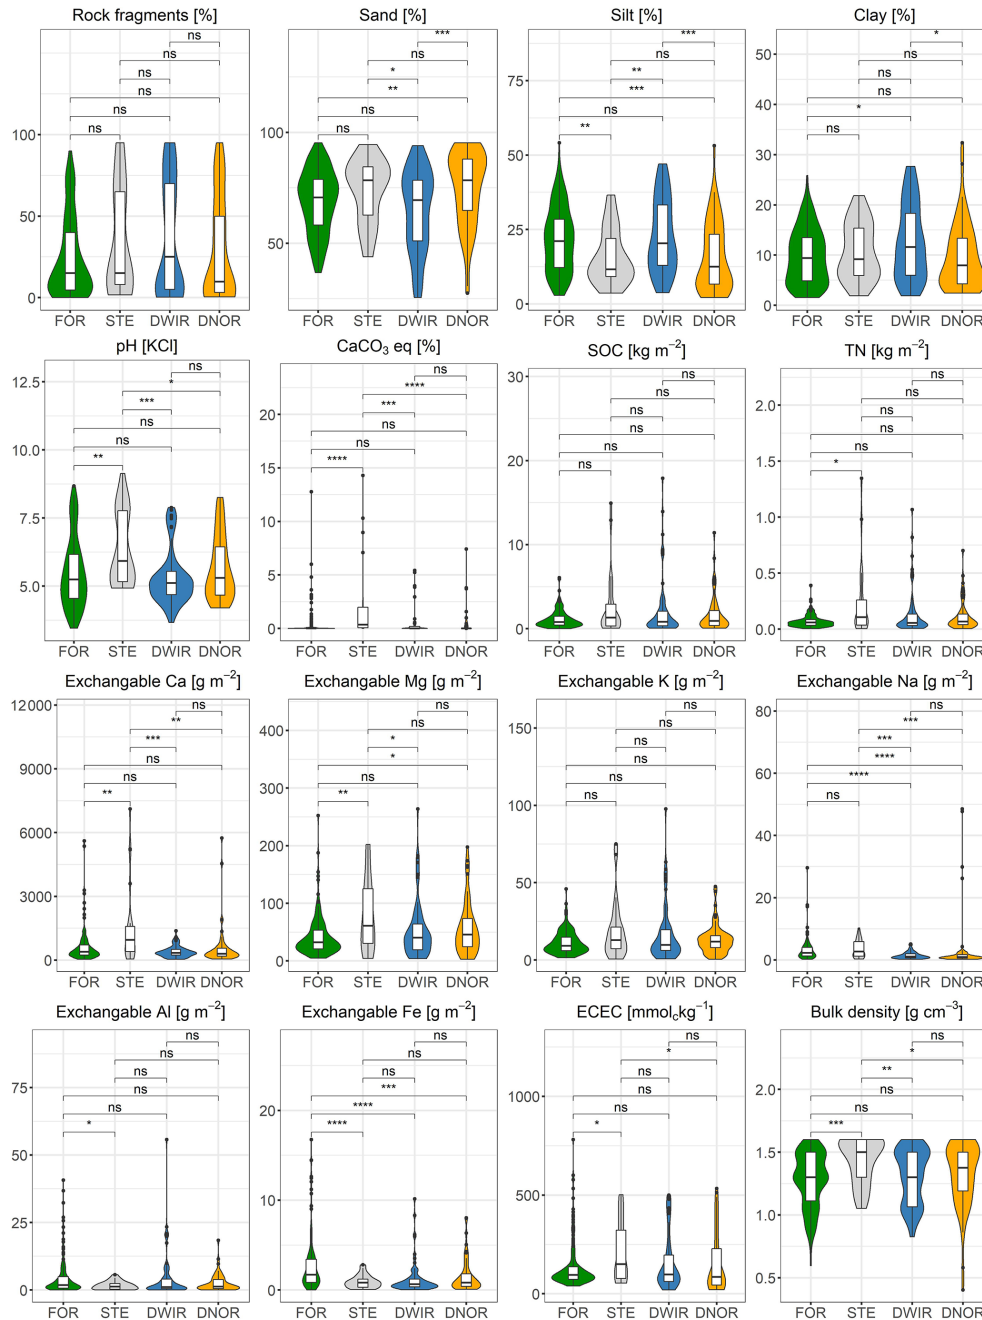 Rock fragments [%]
ns
ns
ns
ns
ns
ns
100
50
0
FOR STE DWIR DNOR
Sand [%]
***
ns
*
**
ns
ns
100
50
FOR STE DWIR DNOR
Silt [%]
***
ns
**
***
ns
**
75
50
25
0
FOR STE DWIR DNOR
Clay [%]
*
ns
ns
ns
*
ns
50
40
30
20
10
0
FOR STE DWIR DNOR
pH [KCl]
ns
*
***
ns
ns
**
12.5
10.0
7.5
5.0
FOR STE DWIR DNOR
CaCO₃ eq [%]
ns
****
***
ns
ns
****
20
15
10
5
0
FOR STE DWIR DNOR
SOC [kg m⁻²]
ns
ns
ns
ns
ns
ns
30
20
10
0
FOR STE DWIR DNOR
TN [kg m⁻²]
ns
ns
ns
ns
ns
*
2.0
1.5
1.0
0.5
0.0
FOR STE DWIR DNOR
Exchangable Ca [g m⁻²]
ns
**
***
ns
ns
**
12000
9000
6000
3000
0
FOR STE DWIR DNOR
Exchangable Mg [g m⁻²]
ns
ns
*
*
ns
**
400
300
200
100
0
FOR STE DWIR DNOR
Exchangable K [g m⁻²]
ns
ns
ns
ns
ns
ns
150
100
50
0
FOR STE DWIR DNOR
Exchangable Na [g m⁻²]
ns
***
***
****
****
ns
80
60
40
20
0
FOR STE DWIR DNOR
Exchangable Al [g m⁻²]
ns
ns
ns
ns
ns
*
75
50
25
0
FOR STE DWIR DNOR
Exchangable Fe [g m⁻²]
ns
ns
ns
***
****
****
20
10
0
FOR STE DWIR DNOR
ECEC [mmol꜀kg⁻¹]
ns
*
ns
ns
ns
*
1000
500
0
FOR STE DWIR DNOR
Bulk density [g cm⁻³]
ns
*
**
ns
ns
***
2.0
1.5
1.0
0.5
FOR STE DWIR DNOR